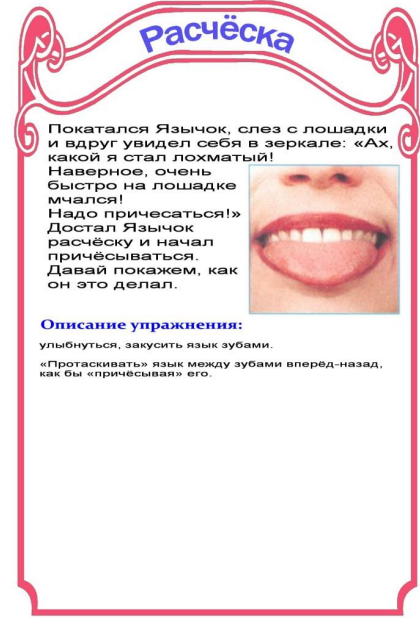 Расчёска
Покатался Язычок, слез с лошадки
и вдруг увидел себя в зеркале: «Ах,
какой я стал лохматый!
Наверное, очень
быстро на лошадке
мчался!
Надо причесаться!»
Достал Язычок
расчёску и начал
причёсываться.
Давай покажем, как
он это делал.
Описание упражнения:
улыбнуться, закусить язык зубами.
«Протаскивать» язык между зубами вперёд-назад,
как бы «причёсывая» его.